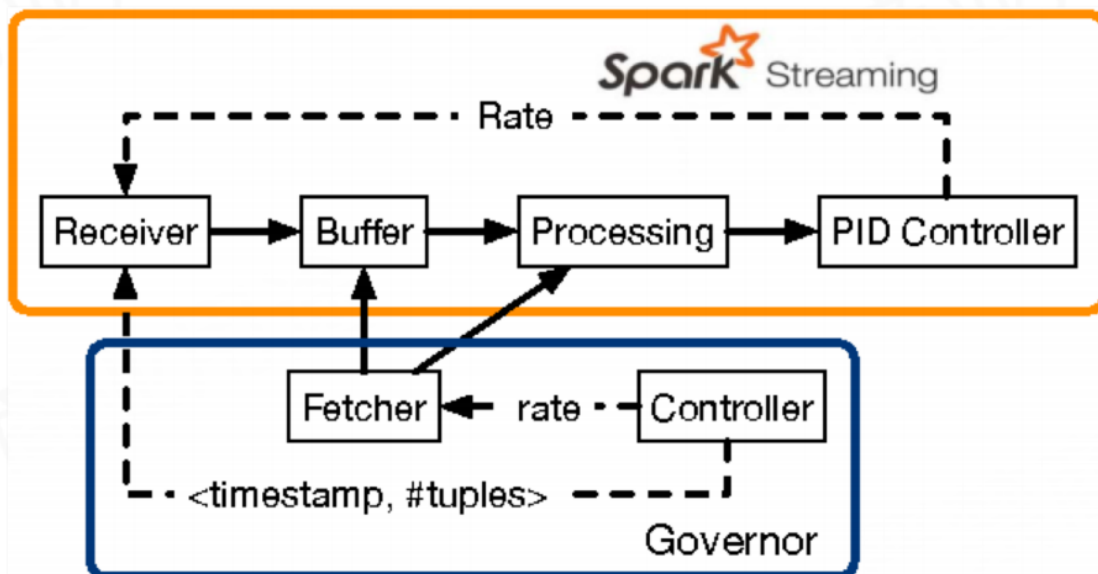 Spark Streaming
Rate
Receiver
Buffer
Processing
PID Controller
Fetcher
rate
Controller
<timestamp, #tuples>
Governor